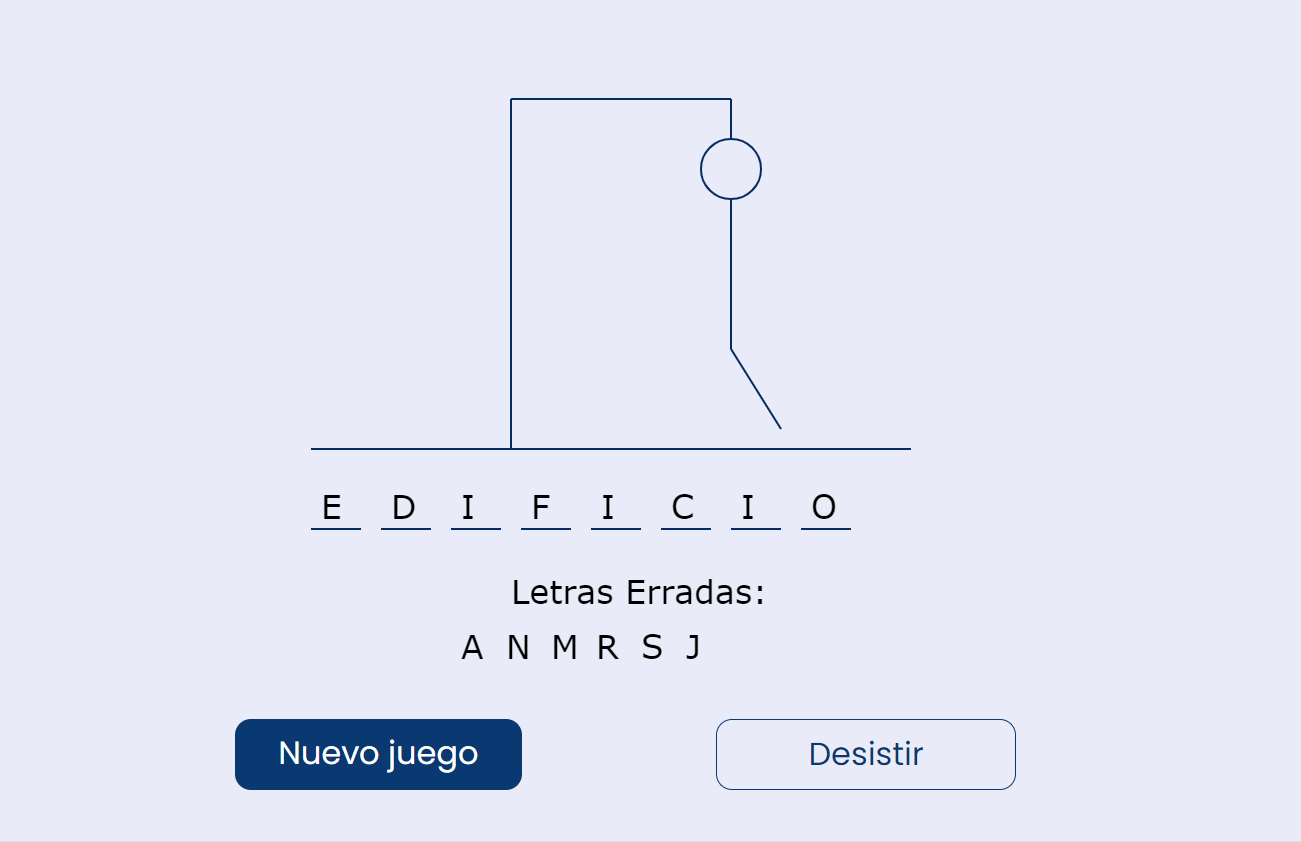 E D I F I C I O
Letras Erradas:
A N M R S J
Nuevo juego
Desistir